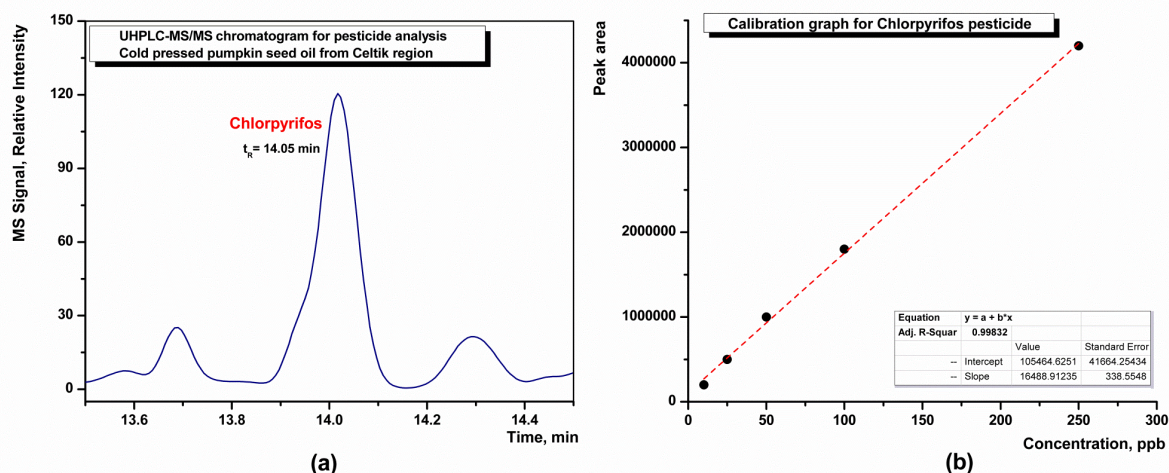 UHPLC-MS/MS chromatogram for pesticide analysis
Cold pressed pumpkin seed oil from Celtik region
Chlorpyrifos
tR= 14.05 min
MS Signal, Relative Intensity
150
120
90
60
30
0
13.6 13.8 14.0 14.2 14.4
Time, min
(a)
Calibration graph for Chlorpyrifos pesticide
Peak area
4000000
3000000
2000000
1000000
0
Equation y = a + b*x
Adj. R-Squar 0.99832
Value Standard Error
-- Intercept 105464.6251 41664.25434
-- Slope 16488.91235 338.5548
0 50 100 150 200 250 300
Concentration, ppb
(b)